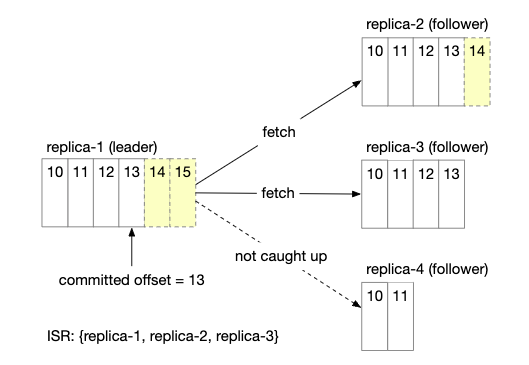 replica-2 (follower)
10 11 12 13 14
fetch
replica-1 (leader)
10 11 12 13 14 15
replica-3 (follower)
10 11 12 13
fetch
not caught up
committed offset = 13
replica-4 (follower)
10 11
ISR: {replica-1, replica-2, replica-3}